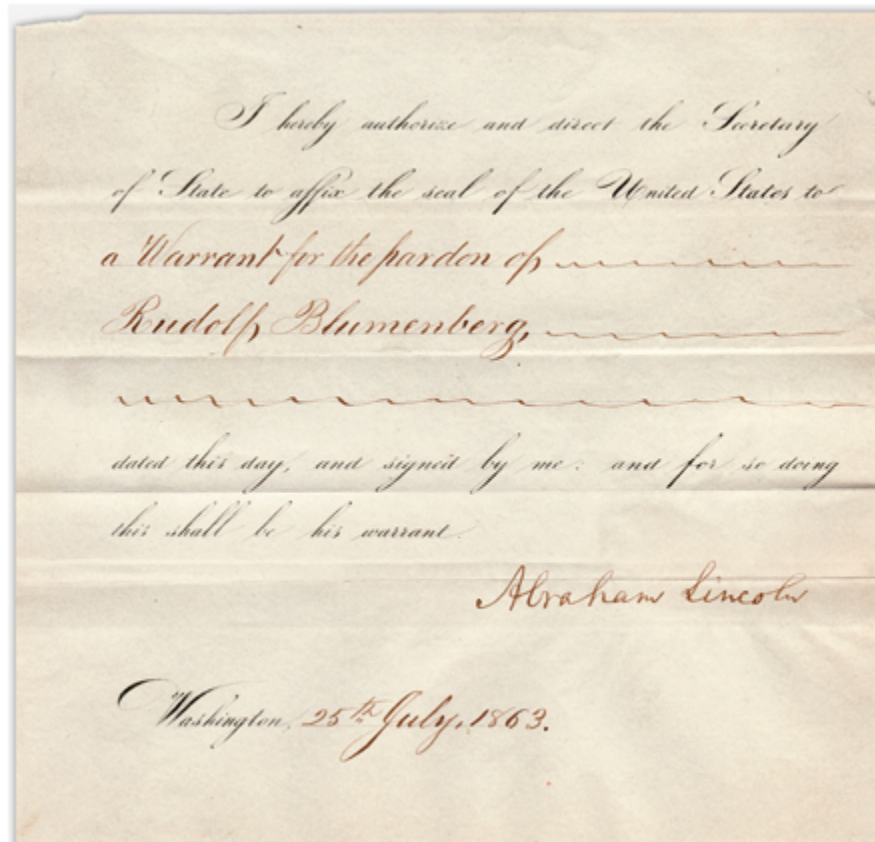 I hereby authorize and direct the Secretary
of State to affix the seal of the United States to
a Warrant for the pardon of
Rudolf Blumenberg,
dated this day, and signed by me: and for so doing
this shall be his warrant.
Abraham Lincoln
Washington, 25th July, 1863.